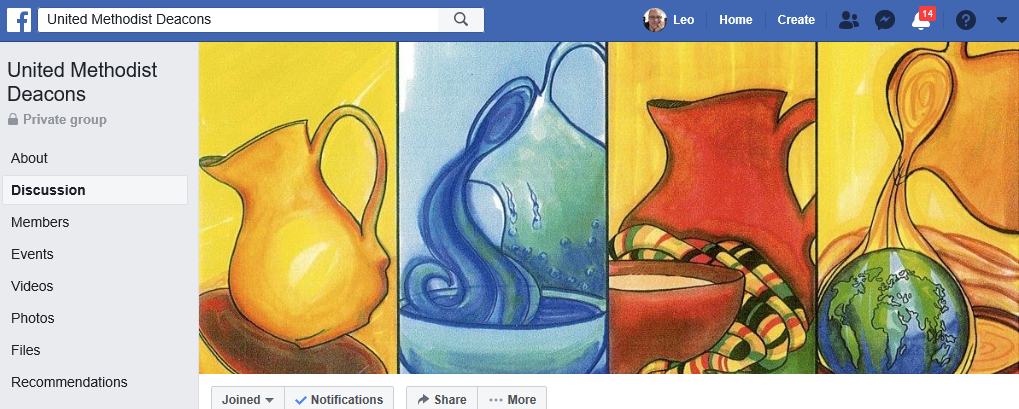 f United Methodist Deacons Leo Home Create 14 ?
United Methodist
Deacons
Private group
About
Discussion
Members
Events
Videos
Photos
Files
Recommendations
Joined Notifications Share More